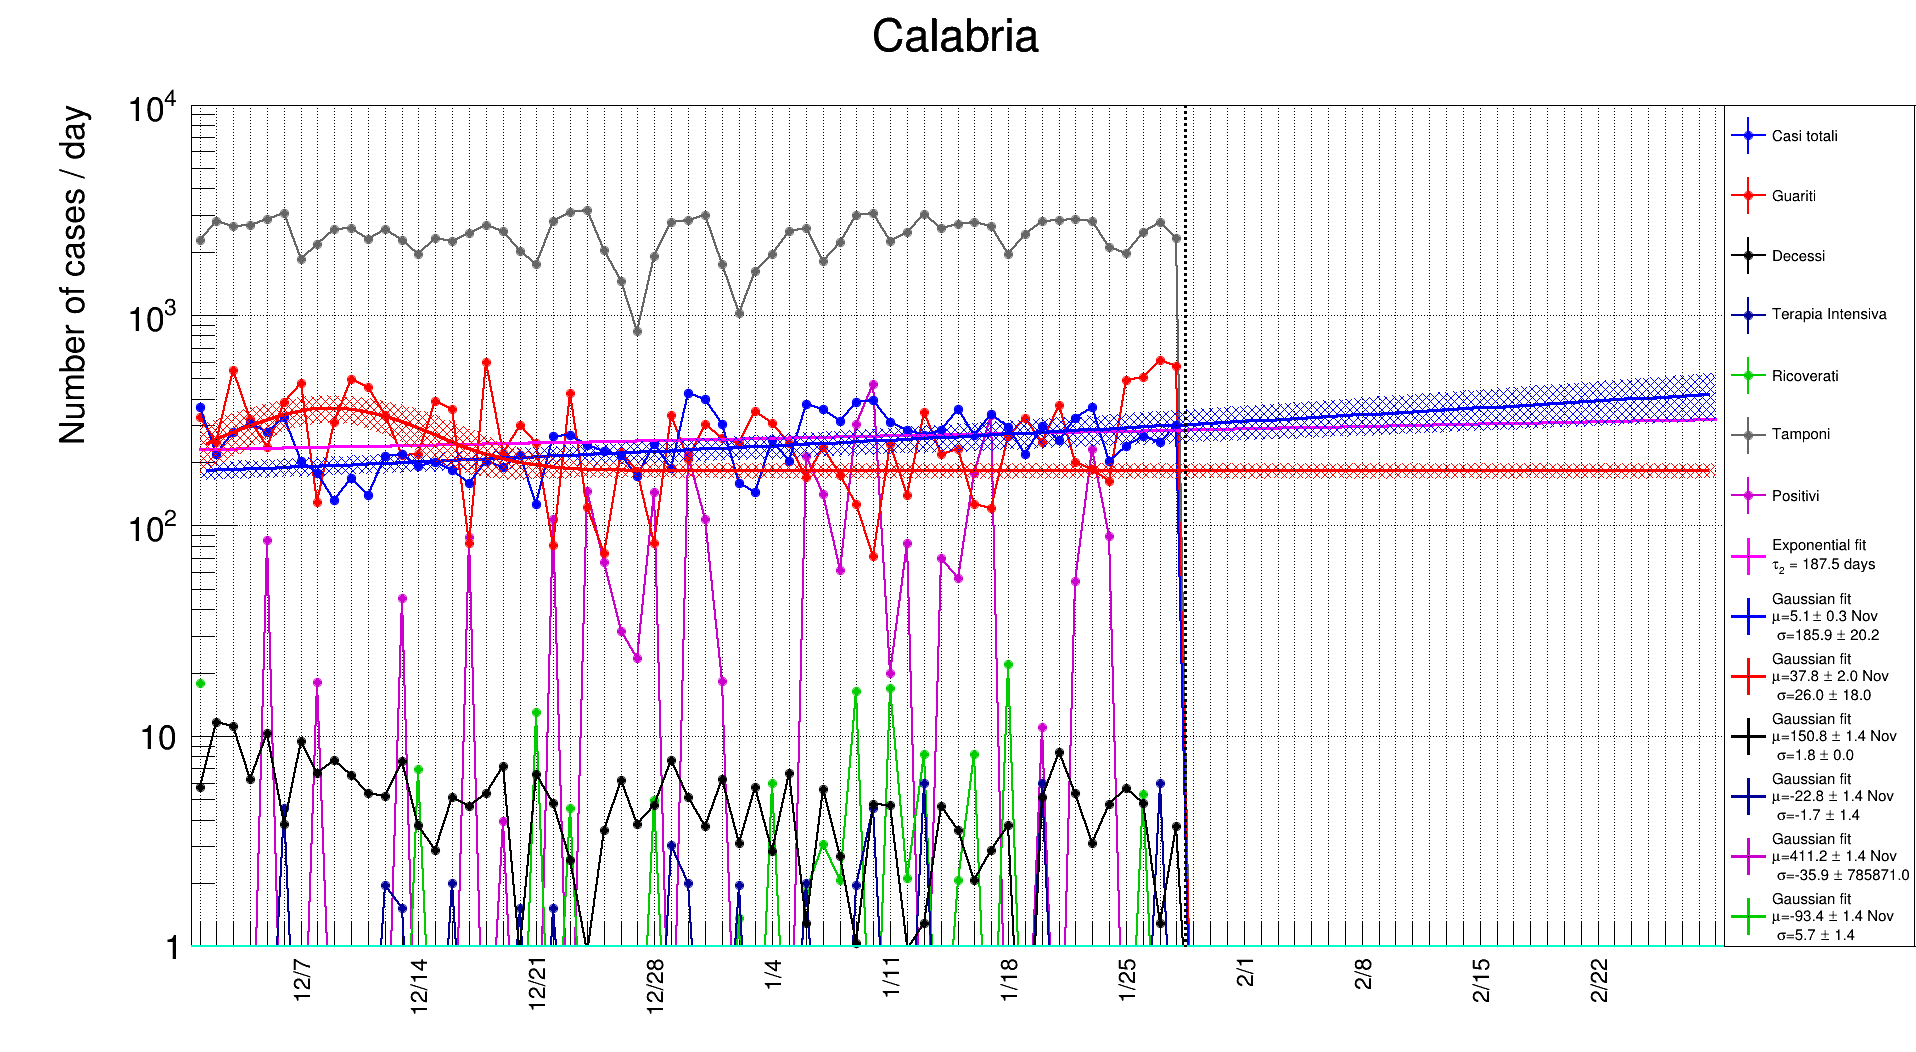 Calabria
Number of cases / day
10^4
10^3
10^2
10
1
12/7
12/14
12/21
12/28
1/4
1/11
1/18
1/25
2/1
2/8
2/15
2/22
Casi totali
Guariti
Decessi
Terapia Intensiva
Ricoverati
Tamponi
Positivi
Exponential fit
τ2 = 187.5 days
Gaussian fit
μ=5.1 ± 0.3 Nov
σ=185.9 ± 20.2
Gaussian fit
μ=37.8 ± 2.0 Nov
σ=26.0 ± 18.0
Gaussian fit
μ=150.8 ± 1.4 Nov
σ=1.8 ± 0.0
Gaussian fit
μ=-22.8 ± 1.4 Nov
σ=-1.7 ± 1.4
Gaussian fit
μ=411.2 ± 1.4 Nov
σ=-35.9 ± 785871.0
Gaussian fit
μ=-93.4 ± 1.4 Nov
σ=5.7 ± 1.4